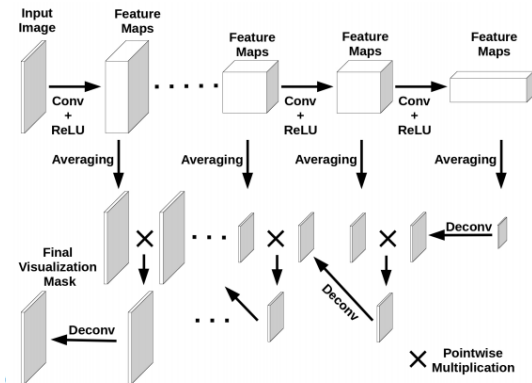 Input
Image
Feature
Maps
Feature
Maps
Feature
Maps
Feature
Maps
Conv
+
ReLU
Conv
+
ReLU
Conv
+
ReLU
Averaging
Averaging
Averaging
Averaging
Deconv
Final
Visualization
Mask
Deconv
Deconv
Pointwise
Multiplication